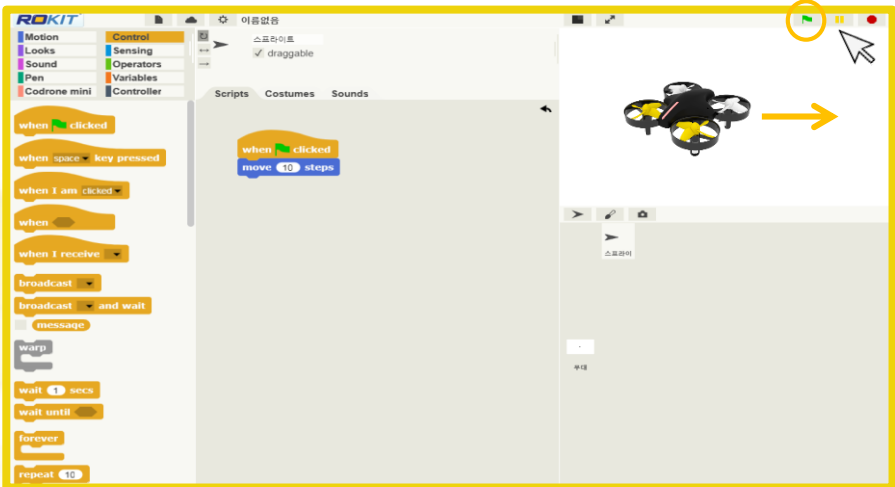 ROKIT
이름없음
Motion
Control
Looks
Sensing
Sound
Operators
Pen
Variables
Codrone mini
Controller
스프라이트
draggable
Scripts Costumes Sounds
when clicked
when space key pressed
when I am clicked
when
when I receive
broadcast
broadcast and wait
message
warp
wait 1 secs
wait until
forever
repeat 10
when clicked
move 10 steps
스프라이
무대